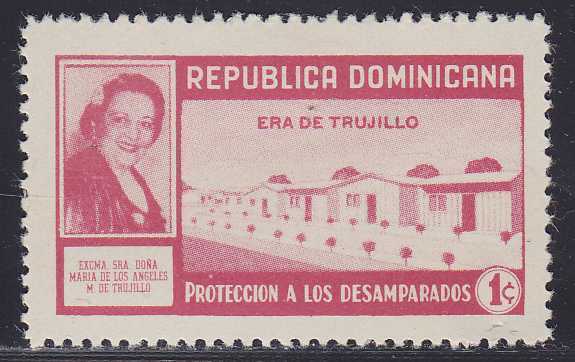 REPUBLICA DOMINICANA
ERA DE TRUJILLO
EXCMA. SRA. DOÑA
MARIA DE LOS ANGELES
M. DE TRUJILLO
PROTECCION A LOS DESAMPARADOS 1¢